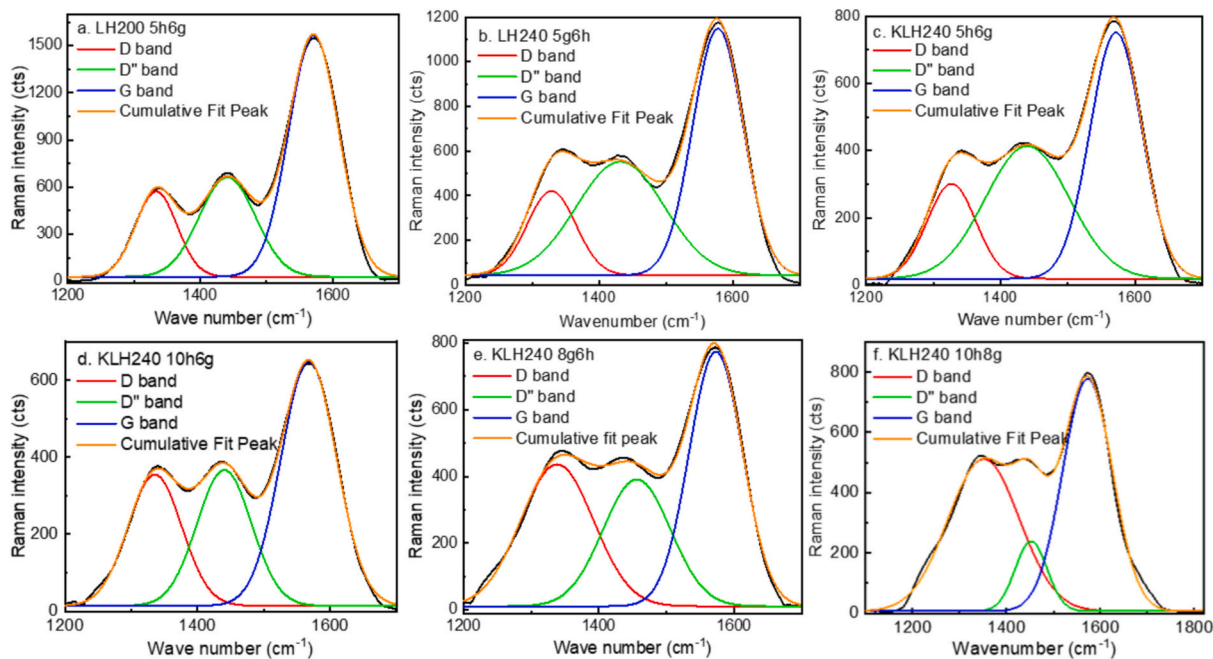 a. LH200 5h6g
D band
D" band
G band
Cumulative Fit Peak
Raman intensity (cts)
1500
1200
900
600
300
0
1200
1400
1600
Wave number (cm-1)
b. LH240 5g6h
D band
D" band
G band
Cumulative Fit Peak
Raman intensity (cts)
1200
1000
800
600
400
200
0
1200
1400
1600
Wavenumber (cm-1)
c. KLH240 5h6g
D band
D" band
G band
Cumulative Fit Peak
Raman intensity (cts)
800
600
400
200
0
1200
1400
1600
Wave number (cm-1)
d. KLH240 10h6g
D band
D" band
G band
Cumulative Fit Peak
Raman intensity (cts)
600
400
200
0
1200
1400
1600
Wave number (cm-1)
e. KLH240 8g6h
D band
D" band
G band
Cumulative fit peak
Raman intensity (cts)
800
600
400
200
0
1200
1400
1600
Wave number (cm-1)
f. KLH240 10h8g
D band
D" band
G band
Cumulative Fit Peak
Raman intensity (cts)
800
600
400
200
0
1200
1400
1600
1800
Wavenumber (cm-1)